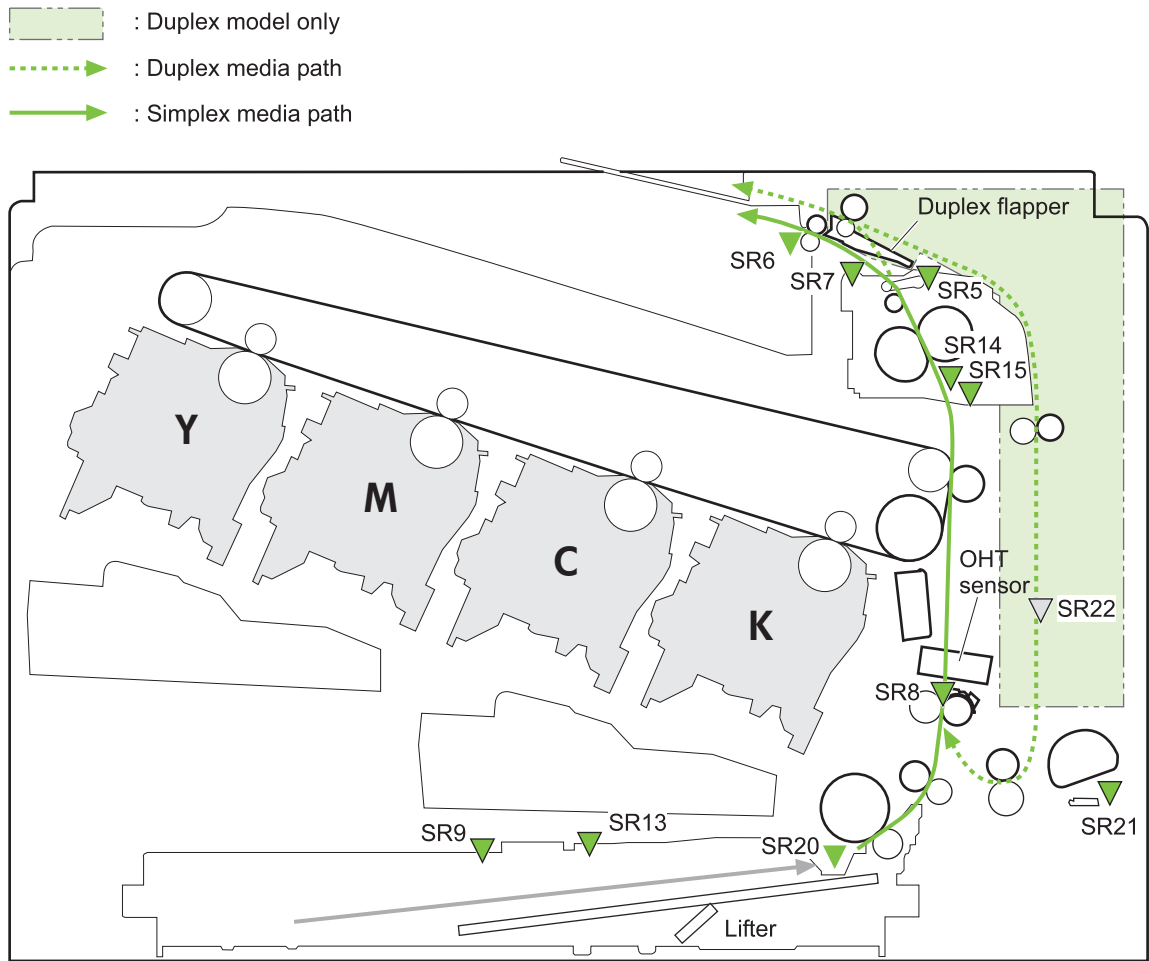 : Duplex model only
: Duplex media path
: Simplex media path
Duplex flapper
SR6
SR7
SR5
SR14
SR15
Y
M
C
K
OHT
sensor
SR22
SR8
SR21
SR9
SR13
SR20
Lifter